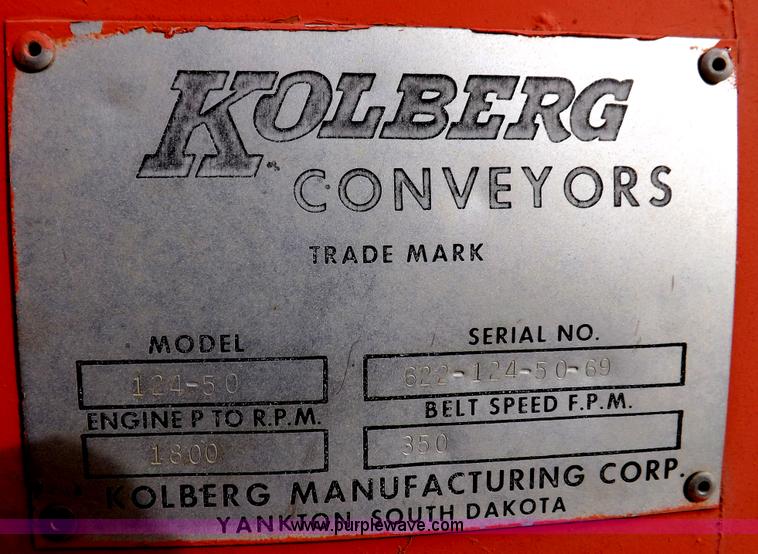 KOLBERG
CONVEYORS
TRADE MARK
MODEL
124-50
SERIAL NO.
622-124-50-69
ENGINE P TO R.P.M.
1800
BELT SPEED F.P.M.
350
KOLBERG MANUFACTURING CORP.
YANKTON, SOUTH DAKOTA
www.purplewave.com